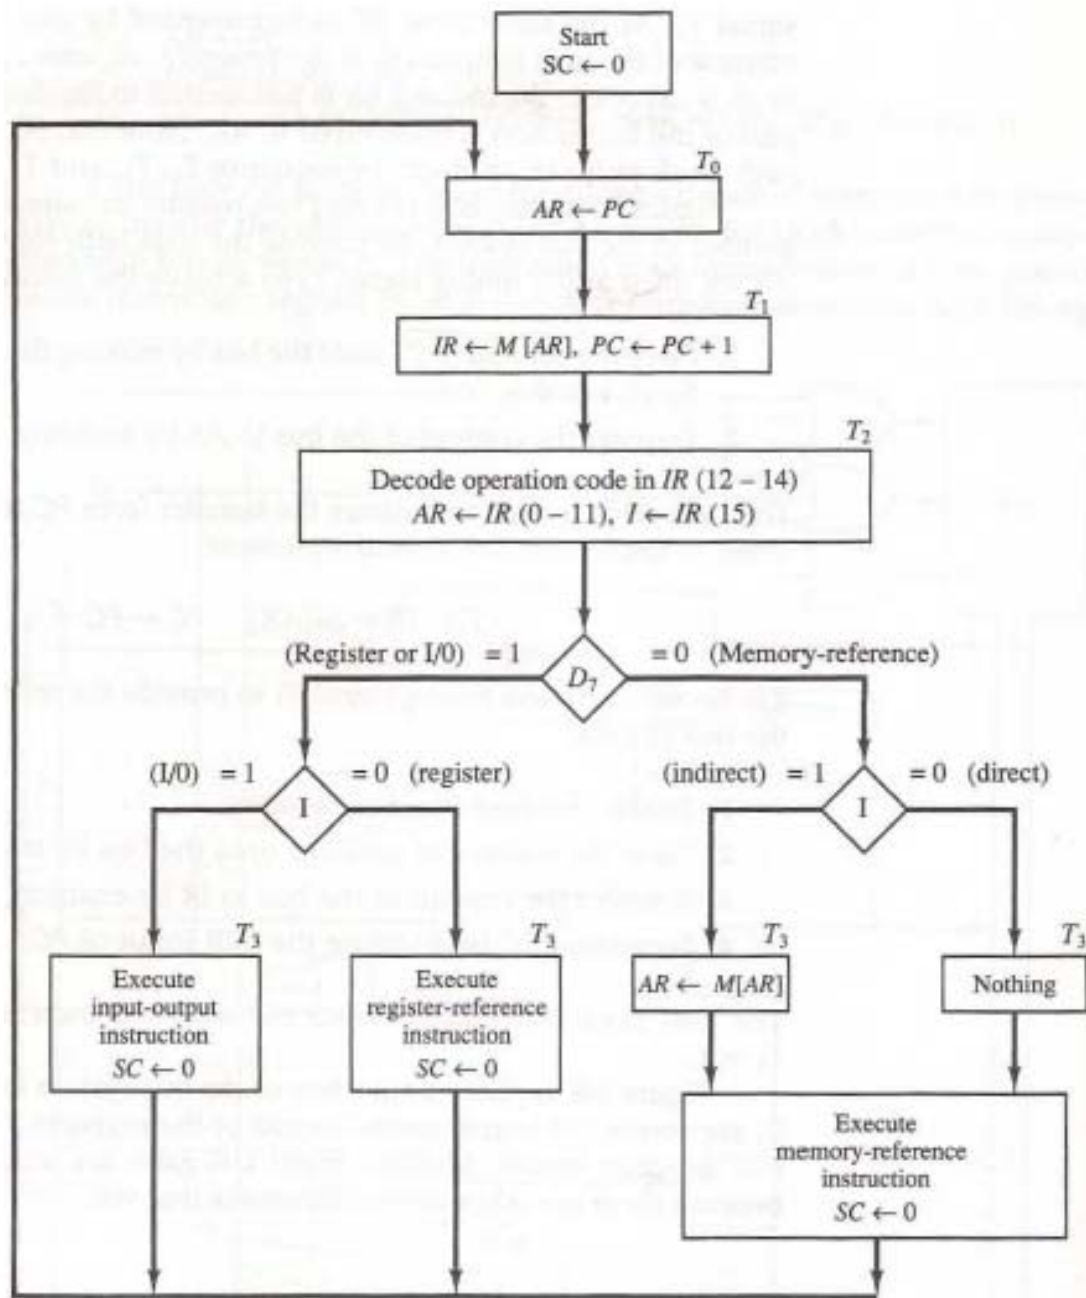 Start
SC ← 0
T₀
AR ← PC
T₁
IR ← M [AR], PC ← PC + 1
T₂
Decode operation code in IR (12 – 14)
AR ← IR (0 – 11), I ← IR (15)
(Register or I/0) = 1
= 0 (Memory-reference)
D₇
(I/0) = 1
= 0 (register)
I
(indirect) = 1
= 0 (direct)
I
T₃
T₃
T₃
T₃
Execute
input-output
instruction
SC ← 0
Execute
register-reference
instruction
SC ← 0
AR ← M[AR]
Nothing
Execute
memory-reference
instruction
SC ← 0